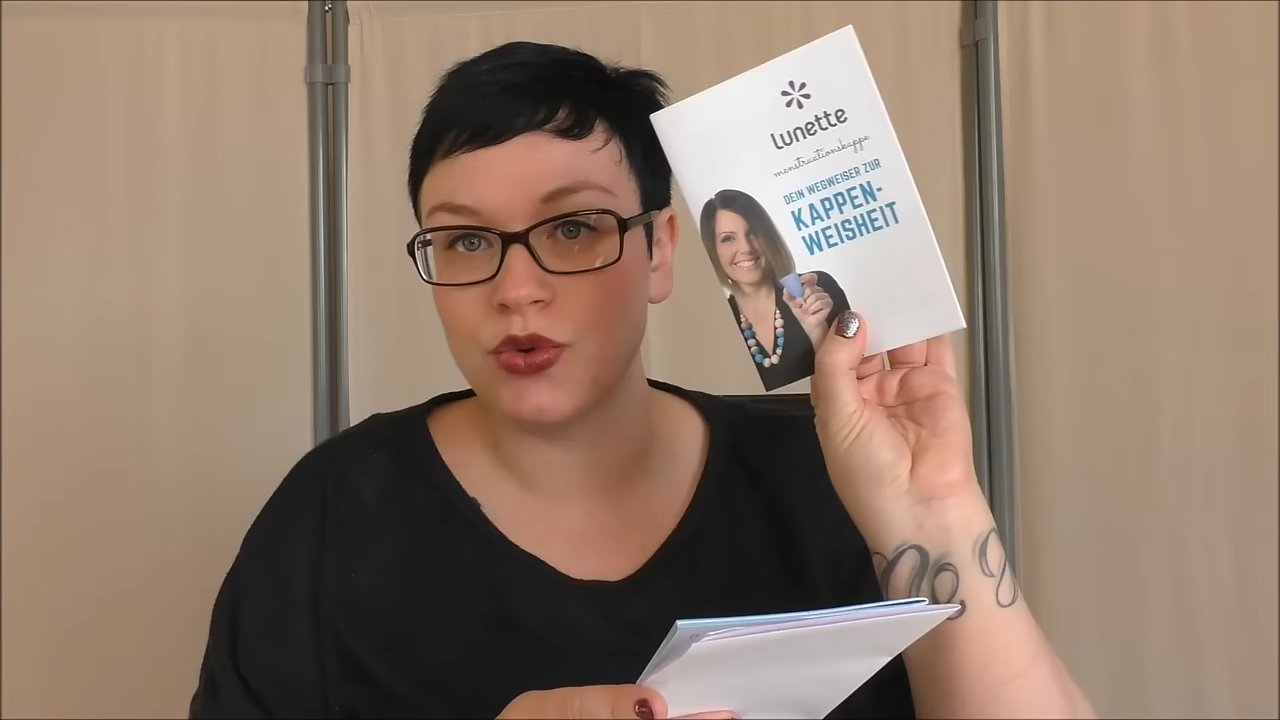 lunette
menstruationskappe
DEIN WEGWEISER ZUR
KAPPEN-
WEISHEIT